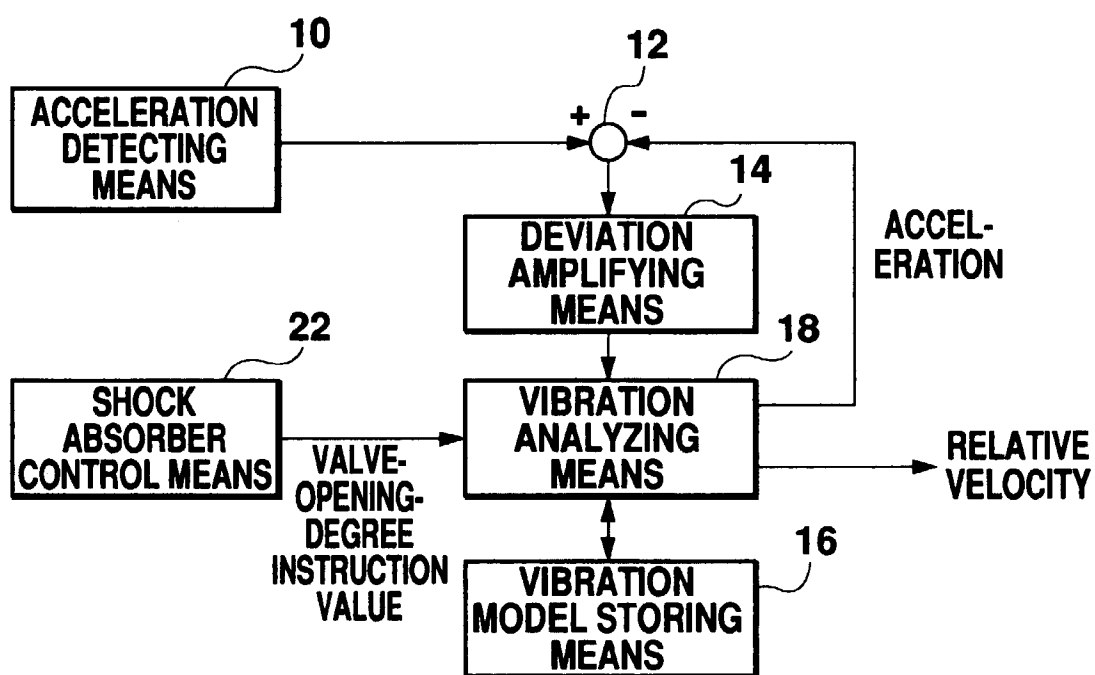 10
12
ACCELERATION
DETECTING
MEANS
+
-
14
DEVIATION
AMPLIFYING
MEANS
ACCEL-
ERATION
22
18
SHOCK
ABSORBER
CONTROL MEANS
VALVE-
OPENING-
DEGREE
INSTRUCTION
VALUE
VIBRATION
ANALYZING
MEANS
RELATIVE
VELOCITY
16
VIBRATION
MODEL STORING
MEANS